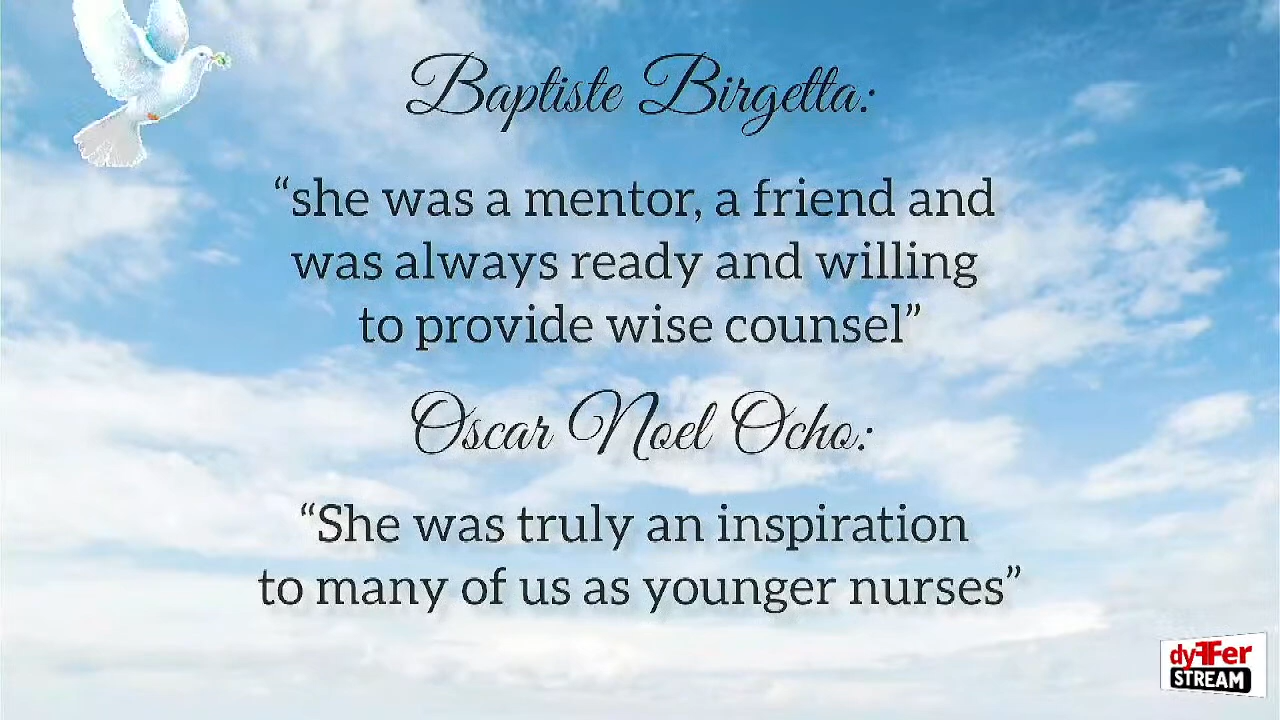 Baptiste Birgetta:
“she was a mentor, a friend and
was always ready and willing
to provide wise counsel”
Oscar Noel Ocho:
“She was truly an inspiration
to many of us as younger nurses”
dyFFer
STREAM